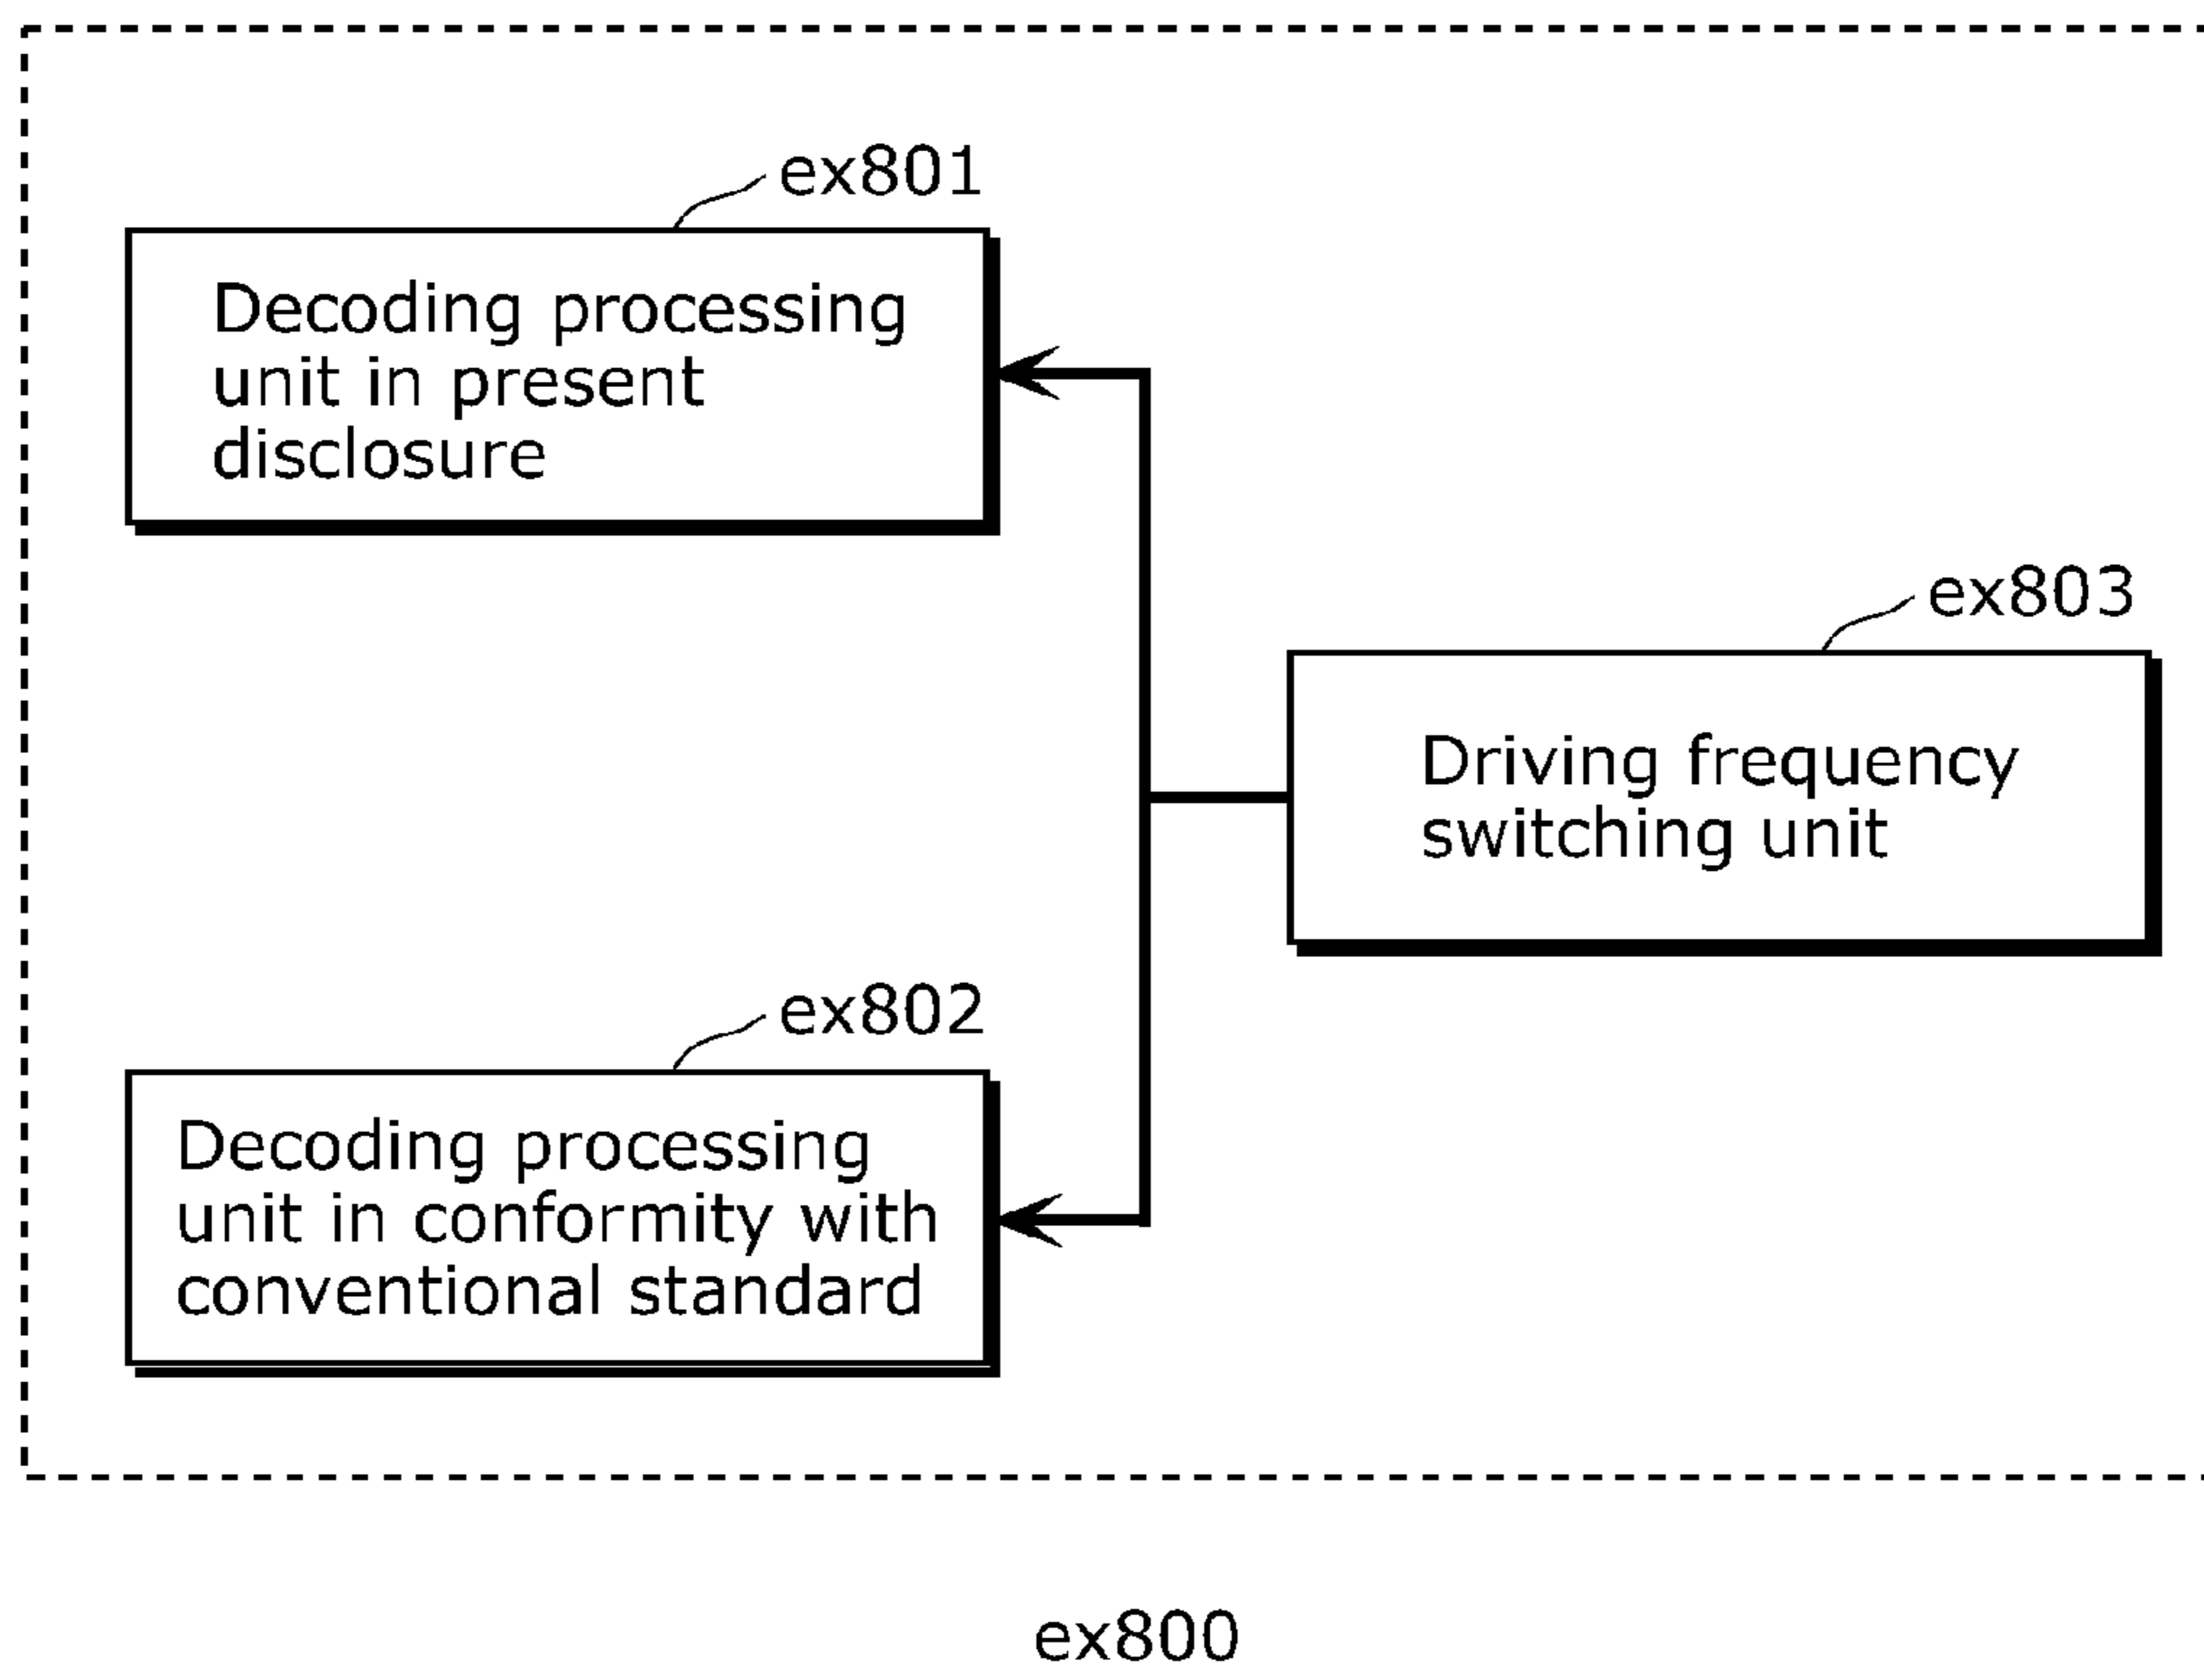 ex801
Decoding processing
unit in present
disclosure
ex803
Driving frequency
switching unit
ex802
Decoding processing
unit in conformity with
conventional standard
ex800